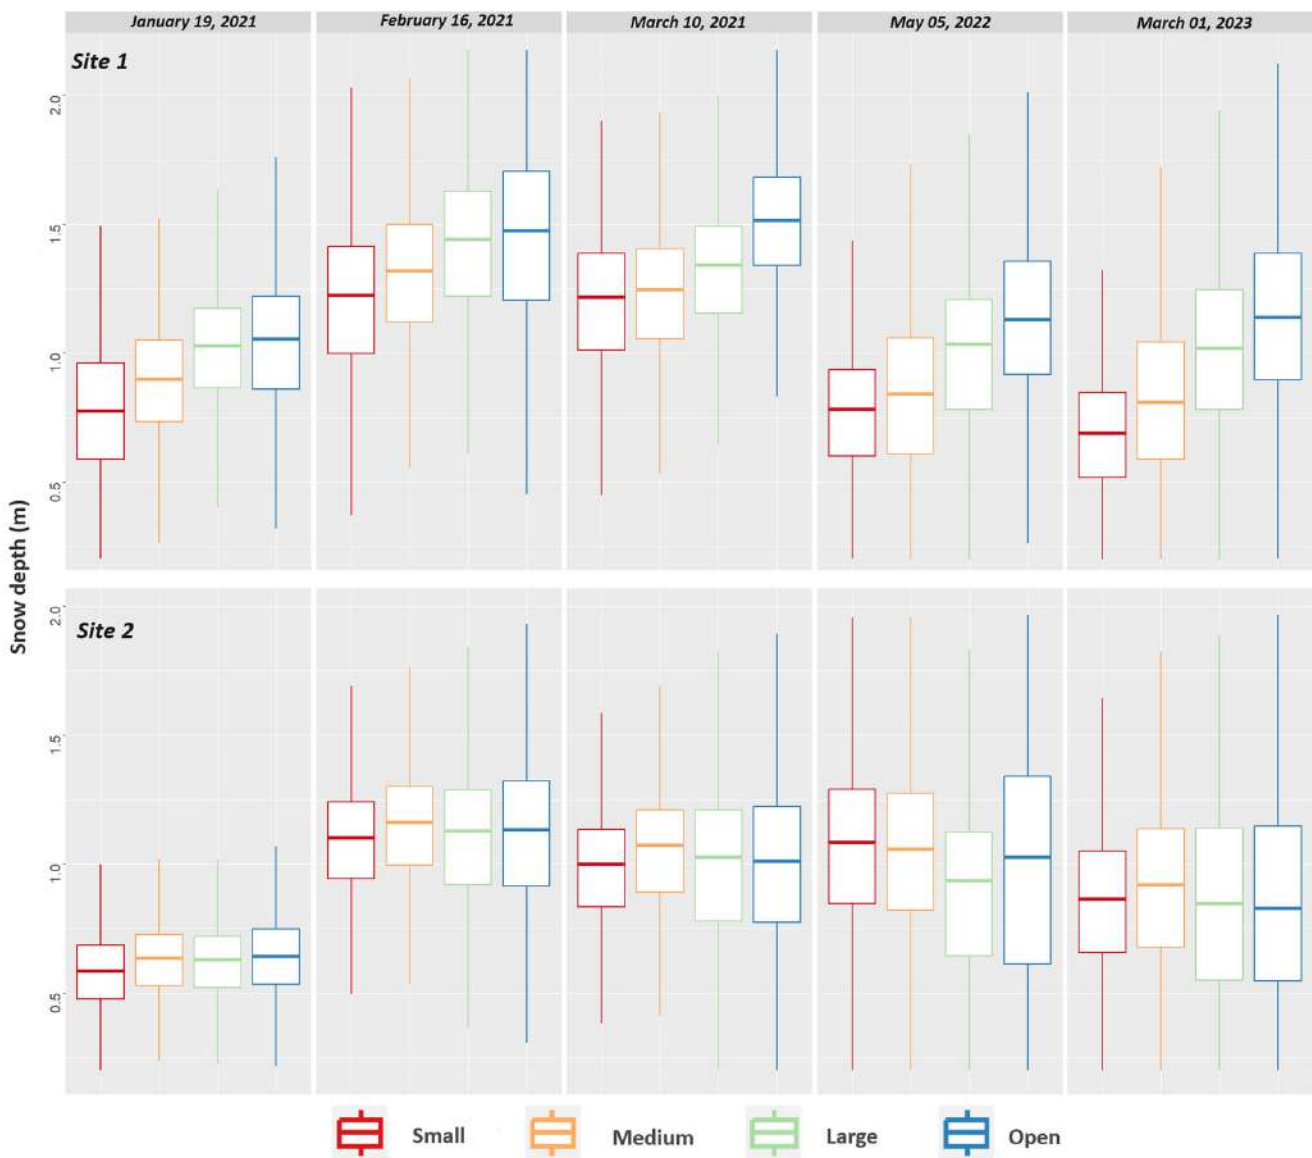 January 19, 2021 February 16, 2021 March 10, 2021 May 05, 2022 March 01, 2023
Site 1
2.0
1.5
1.0
0.5
Snow depth (m)
Site 2
2.0
1.5
1.0
0.5
Small Medium Large Open